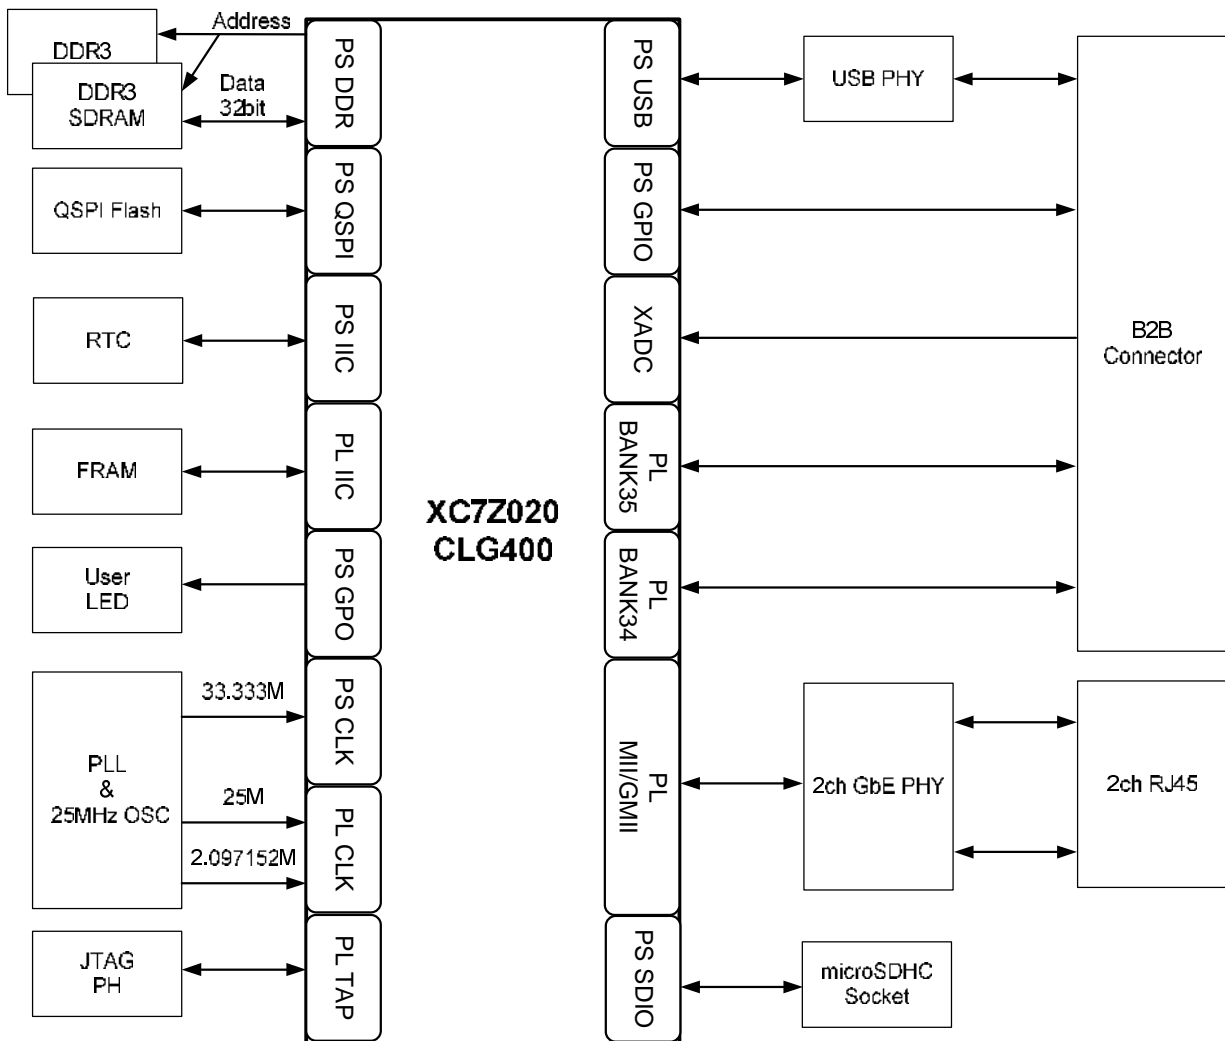 Address
DDR3
DDR3
SDRAM
Data
32bit
PS DDR
QSPI Flash
PS QSPI
RTC
PS IIC
FRAM
PL IIC
User
LED
PS GPO
PLL
&
25MHz OSC
33.333M
PS CLK
25M
2.097152M
PL CLK
JTAG
PH
PL TAP
XC7Z020
CLG400
PS USB
USB PHY
PS GPIO
XADC
PL
BANK35
PL
BANK34
B2B
Connector
PL
MII/GMII
2ch GbE PHY
2ch RJ45
PS SDIO
microSDHC
Socket